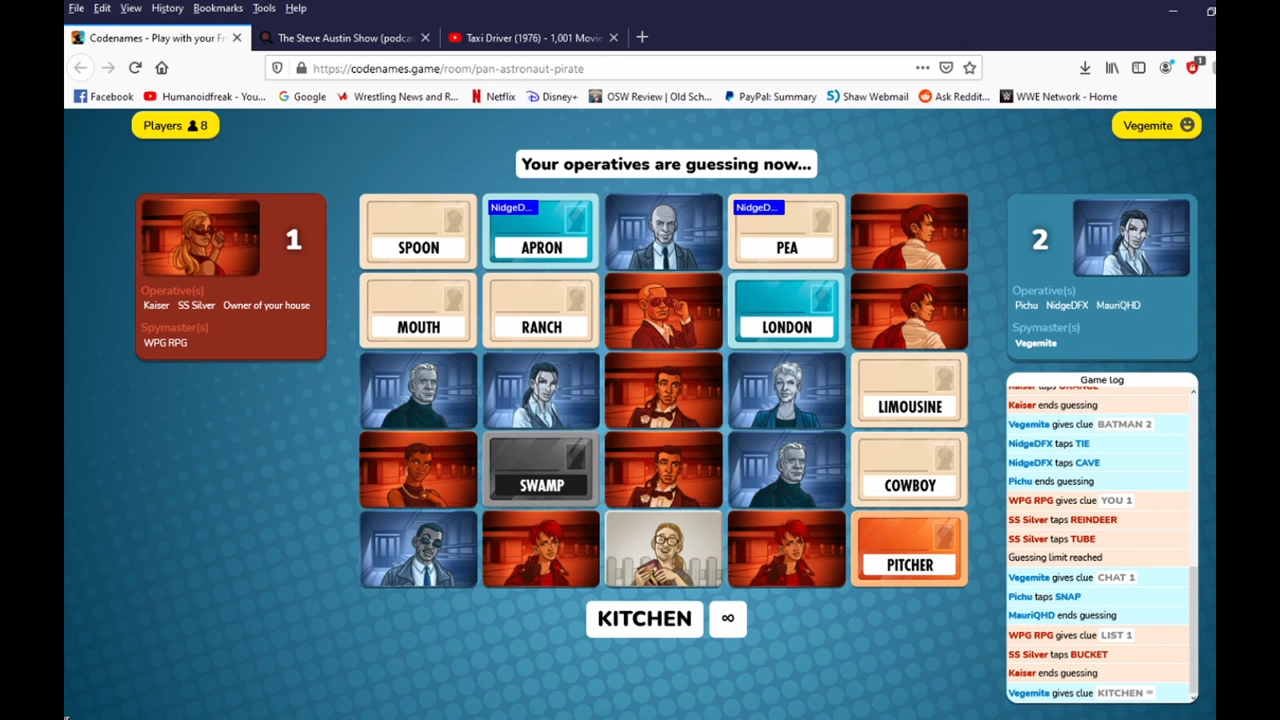 File Edit View History Bookmarks Tools Help
Codenames - Play with your Fr
The Steve Austin Show (podcas
Taxi Driver (1976) - 1,001 Movie
https://codenames.game/room/pan-astronaut-pirate
1
Facebook
Humanoidfreak - You...
Google
Wrestling News and R...
Netflix
Disney+
OSW Review | Old Sch...
PayPal: Summary
Shaw Webmail
Ask Reddit...
WWE Network - Home
Players 8
Vegemite
Your operatives are guessing now...
1
Operative(s)
Kaiser SS Silver Owner of your house
Spymaster(s)
WPG RPG
SPOON
NidgeD...
APRON
NidgeD...
PEA
MOUTH
RANCH
LONDON
LIMOUSINE
SWAMP
COWBOY
PITCHER
KITCHEN ∞
2
Operative(s)
Pichu NidgeDFX MauriQHD
Spymaster(s)
Vegemite
Game log
Kaiser taps ORANGE
Kaiser ends guessing
Vegemite gives clue BATMAN 2
NidgeDFX taps TIE
NidgeDFX taps CAVE
Pichu ends guessing
WPG RPG gives clue YOU 1
SS Silver taps REINDEER
SS Silver taps TUBE
Guessing limit reached
Vegemite gives clue CHAT 1
Pichu taps SNAP
MauriQHD ends guessing
WPG RPG gives clue LIST 1
SS Silver taps BUCKET
Kaiser ends guessing
Vegemite gives clue KITCHEN ∞